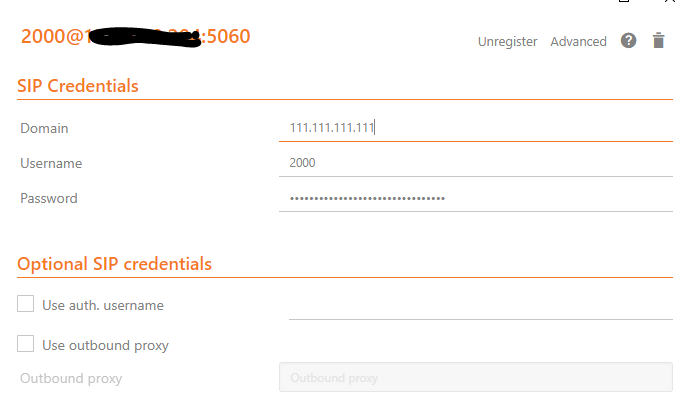 2000@1 :5060
Unregister Advanced ?
SIP Credentials
Domain 111.111.111.111
Username 2000
Password ••••••••••••••••••••••••••••••••
Optional SIP credentials
Use auth. username
Use outbound proxy
Outbound proxy Outbound proxy